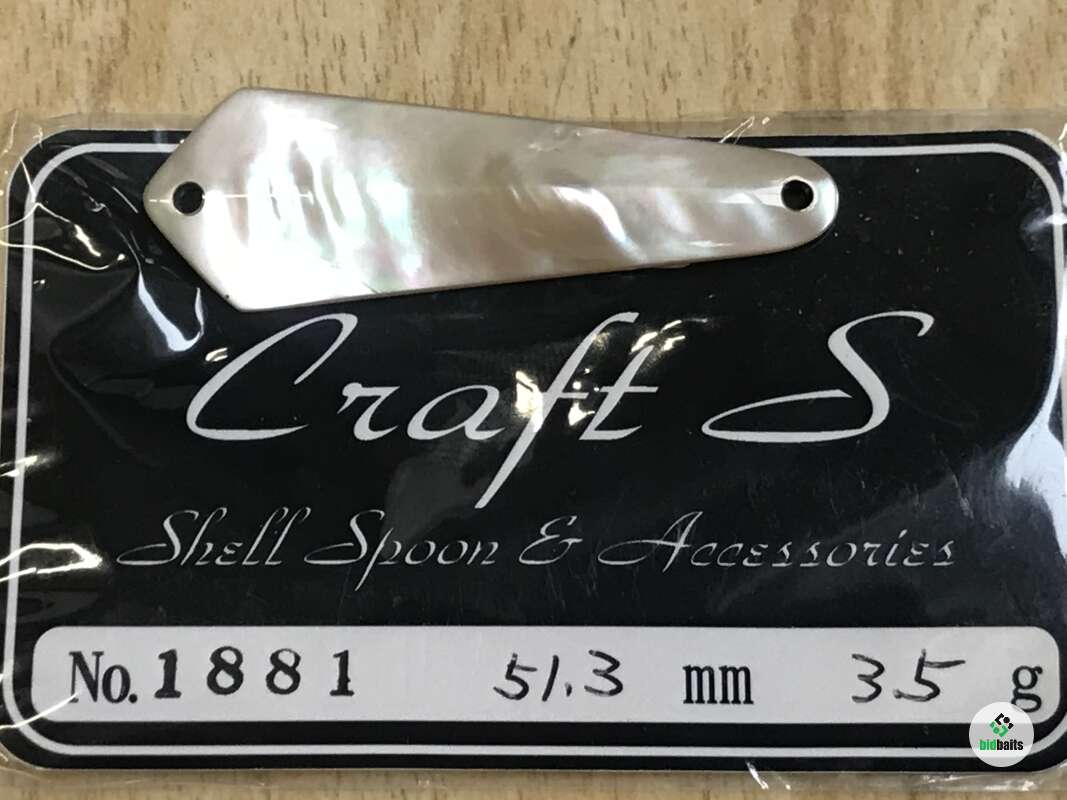 Craft S
Shell Spoon & Accessories
No. 1881 51.3 mm 3.5 g
bidbaits